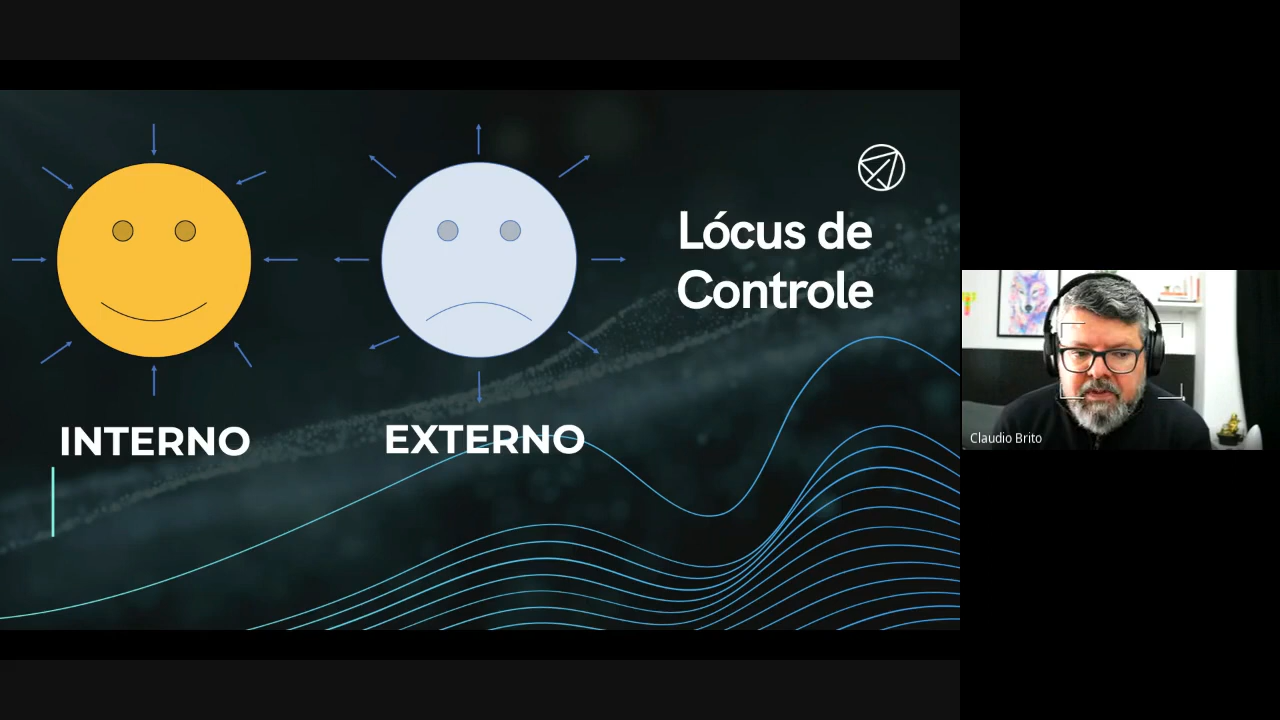 Lócus de
Controle
INTERNO
EXTERNO
Claudio Brito